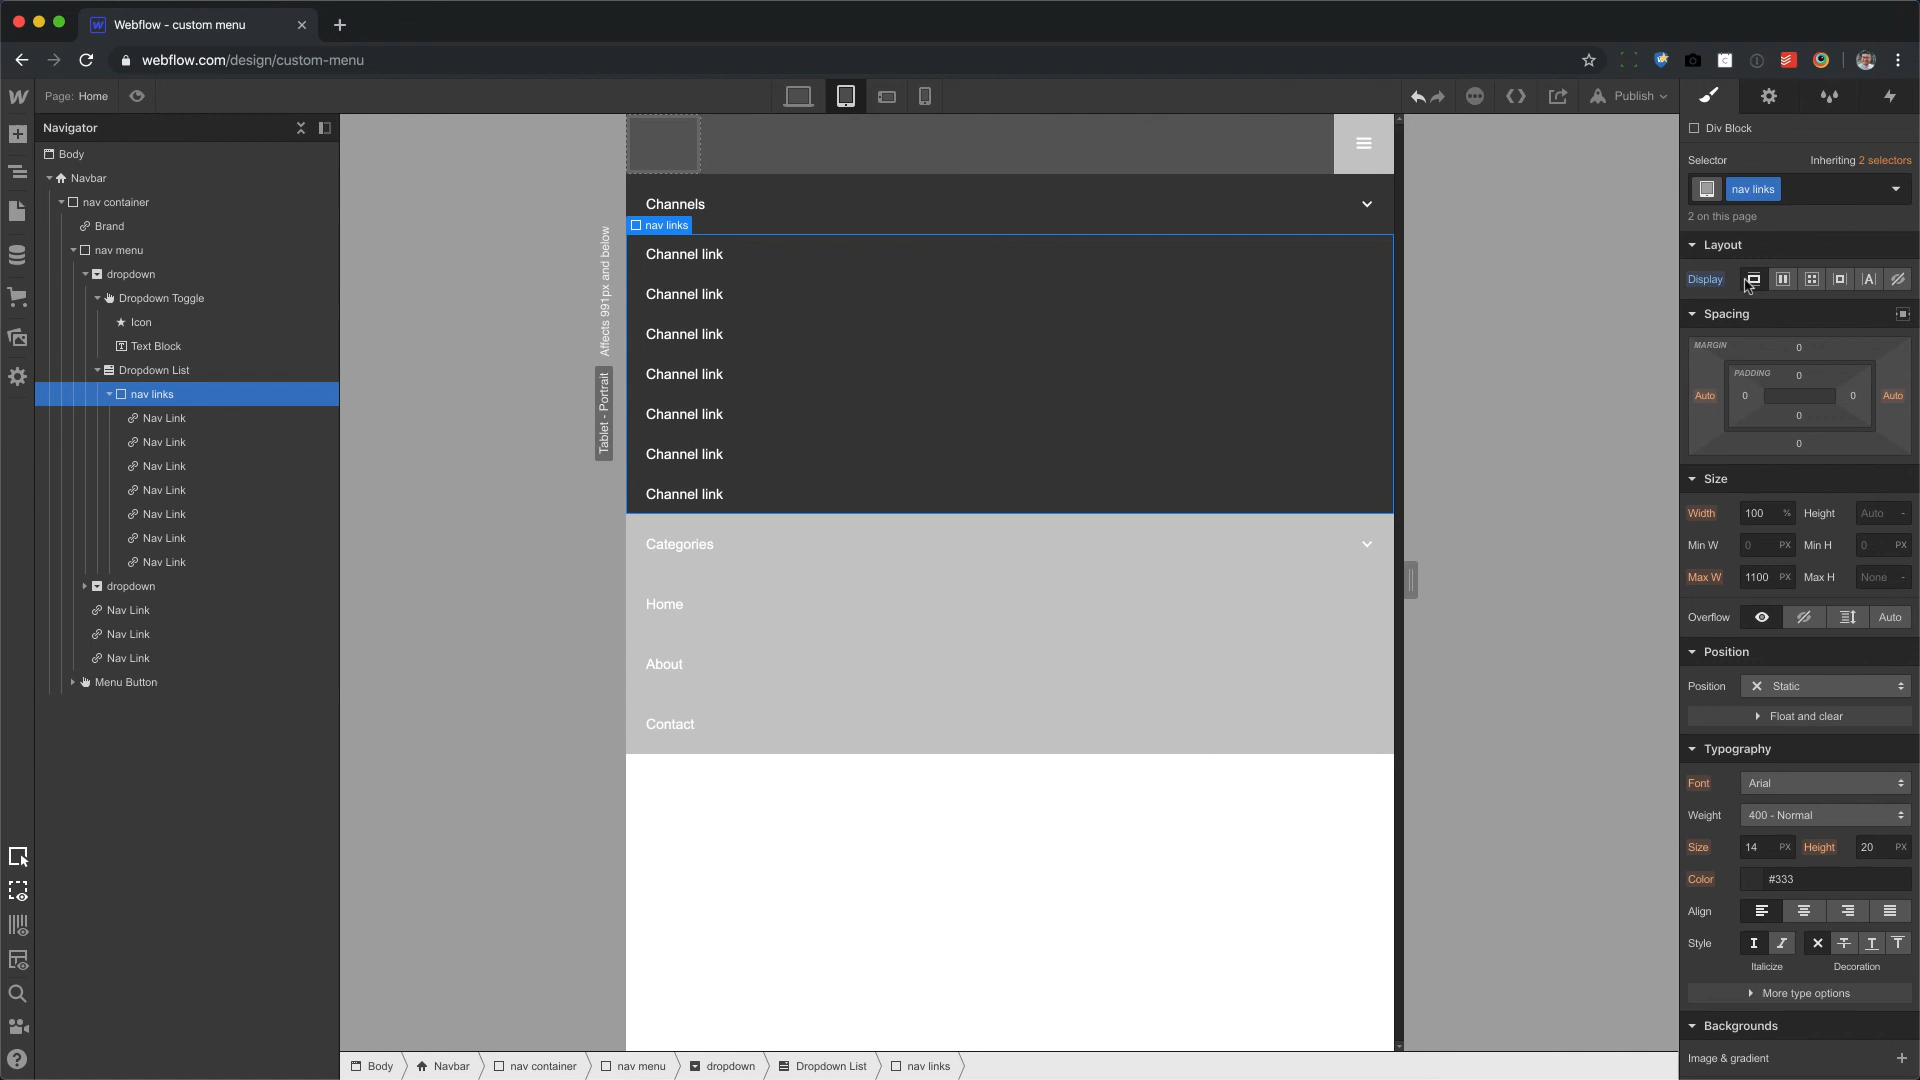 Webflow - custom menu
webflow.com/design/custom-menu
Page: Home
Publish
Navigator
Body
Navbar
nav container
Brand
nav menu
dropdown
Dropdown Toggle
Icon
Text Block
Dropdown List
nav links
Nav Link
Nav Link
Nav Link
Nav Link
Nav Link
Nav Link
Nav Link
dropdown
Nav Link
Nav Link
Nav Link
Menu Button
Affects 991px and below
Tablet - Portrait
Channels
nav links
Channel link
Channel link
Channel link
Channel link
Channel link
Channel link
Channel link
Categories
Home
About
Contact
Div Block
Selector Inheriting 2 selectors
nav links
2 on this page
Layout
Display
Spacing
MARGIN
0
PADDING
0
Auto 0 0 Auto
0
0
Size
Width 100 % Height Auto -
Min W 0 PX Min H 0 PX
Max W 1100 PX Max H None -
Overflow Auto
Position
Position Static
Float and clear
Typography
Font Arial
Weight 400 - Normal
Size 14 PX Height 20 PX
Color #333
Align
Style
Italicize Decoration
More type options
Backgrounds
Image & gradient
Body Navbar nav container nav menu dropdown Dropdown List nav links